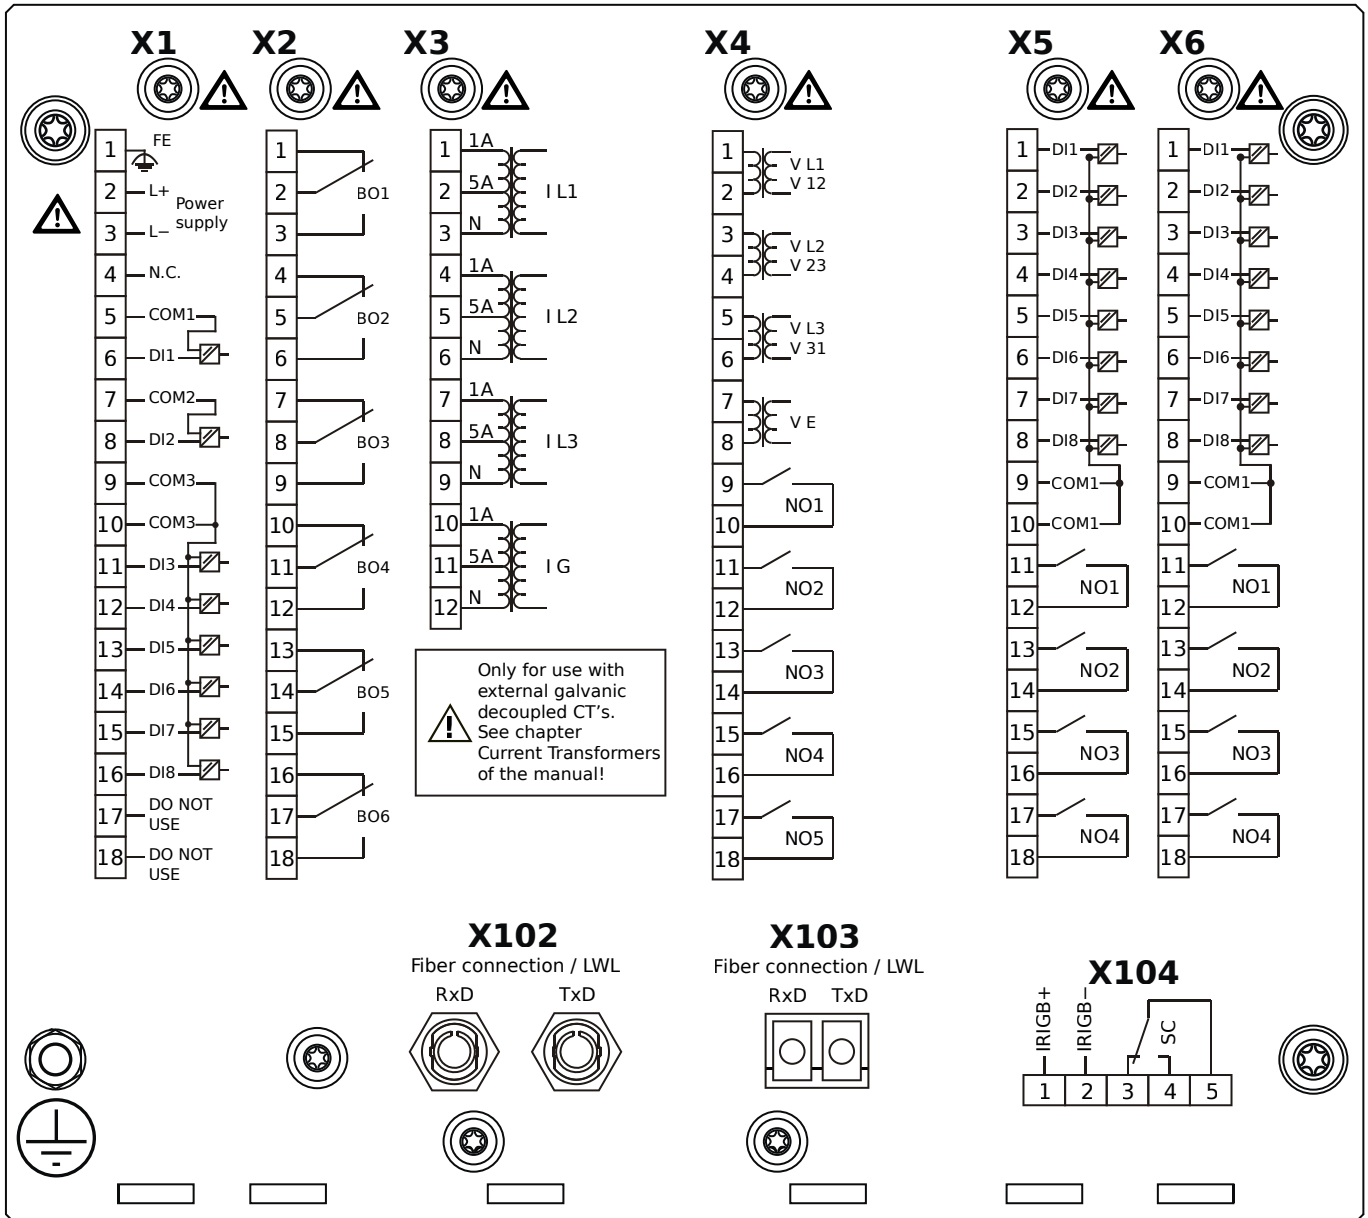 X1
X2
X3
X4
X5
X6
1
FE
2
L+
Power
supply
3
L−
4
N.C.
5
COM1
6
DI1
7
COM2
8
DI2
9
COM3
10
COM3
11
DI3
12
DI4
13
DI5
14
DI6
15
DI7
16
DI8
17
DO NOT
USE
18
DO NOT
USE
1
2
BO1
3
4
5
BO2
6
7
8
BO3
9
10
11
BO4
12
13
14
BO5
15
16
17
BO6
18
1
1A
2
5A
I L1
3
N
4
1A
5
5A
I L2
6
N
7
1A
8
5A
I L3
9
N
10
1A
11
5A
I G
12
N
Only for use with
external galvanic
decoupled CT's.
See chapter
Current Transformers
of the manual!
1
V L1
V 12
2
3
V L2
V 23
4
5
V L3
V 31
6
7
V E
8
9
NO1
10
11
NO2
12
13
NO3
14
15
NO4
16
17
NO5
18
1
DI1
2
DI2
3
DI3
4
DI4
5
DI5
6
DI6
7
DI7
8
DI8
9
COM1
10
COM1
11
NO1
12
13
NO2
14
15
NO3
16
17
NO4
18
1
DI1
2
DI2
3
DI3
4
DI4
5
DI5
6
DI6
7
DI7
8
DI8
9
COM1
10
COM1
11
NO1
12
13
NO2
14
15
NO3
16
17
NO4
18
X102
Fiber connection / LWL
RxD TxD
X103
Fiber connection / LWL
RxD TxD
X104
IRIGB+
IRIGB−
SC
1 2 3 4 5